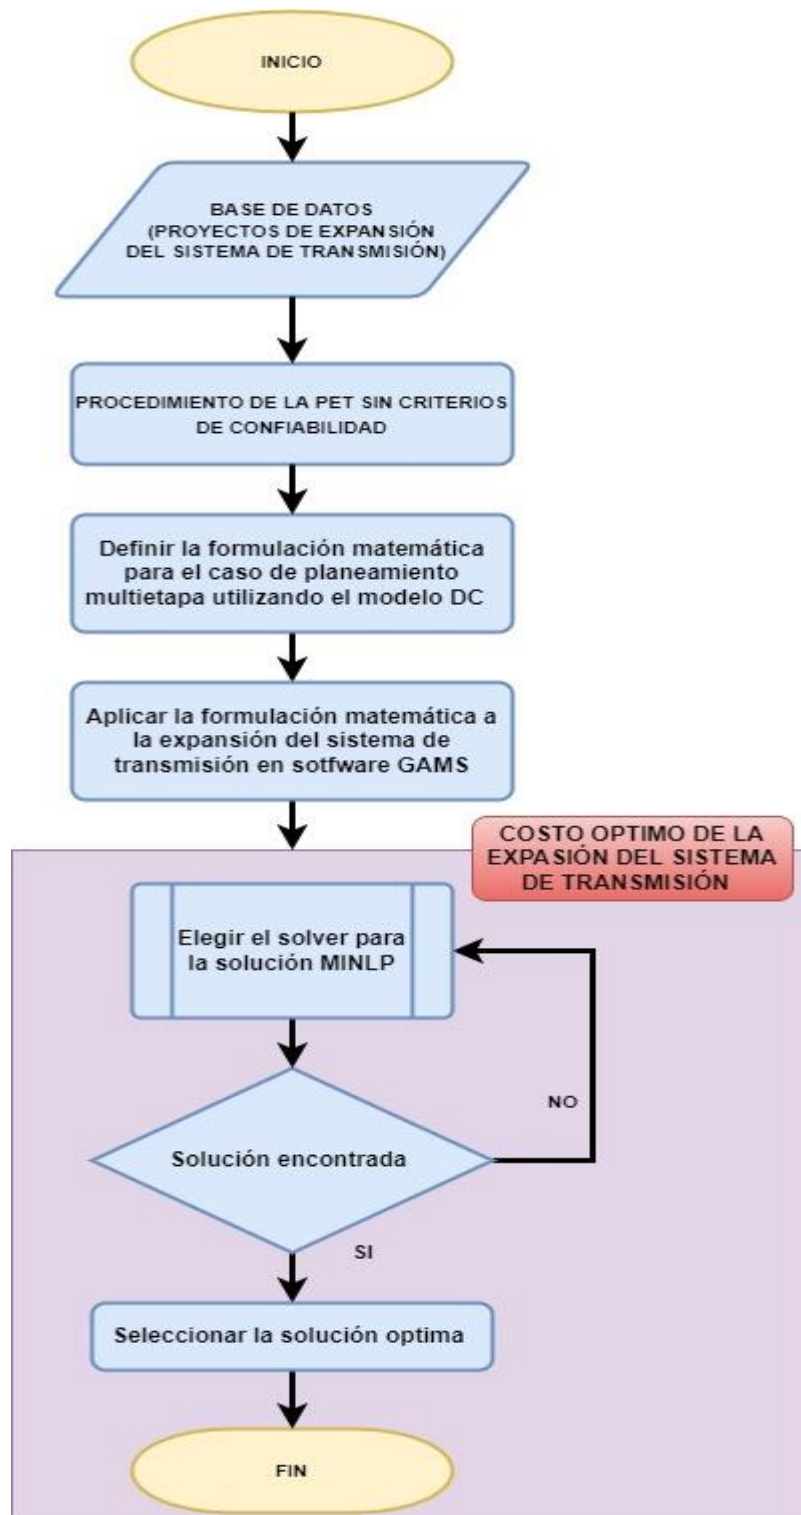 INICIO
BASE DE DATOS
(PROYECTOS DE EXPANSIÓN
DEL SISTEMA DE TRANSMISIÓN)
PROCEDIMIENTO DE LA PET SIN CRITERIOS
DE CONFIABILIDAD
Definir la formulación matemática
para el caso de planeamiento
multietapa utilizando el modelo DC
Aplicar la formulación matemática a
la expansión del sistema de
transmisión en sotfware GAMS
COSTO OPTIMO DE LA
EXPASIÓN DEL SISTEMA
DE TRANSMISIÓN
Elegir el solver para
la solución MINLP
NO
Solución encontrada
SI
Seleccionar la solución optima
FIN